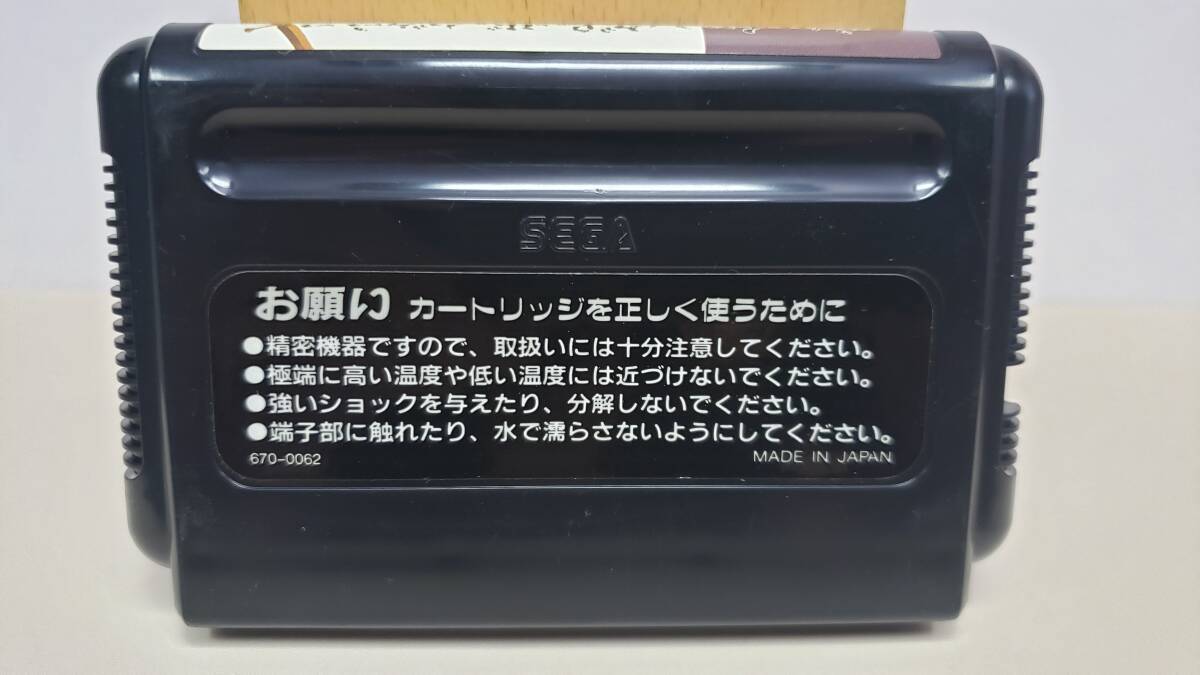 SEGA
お願い カートリッジを正しく使うために
●精密機器ですので、取扱いには十分注意してください。
●極端に高い温度や低い温度には近づけないでください。
●強いショックを与えたり、分解しないでください。
●端子部に触れたり、水で濡らさないようにしてください。
670-0062 MADE IN JAPAN